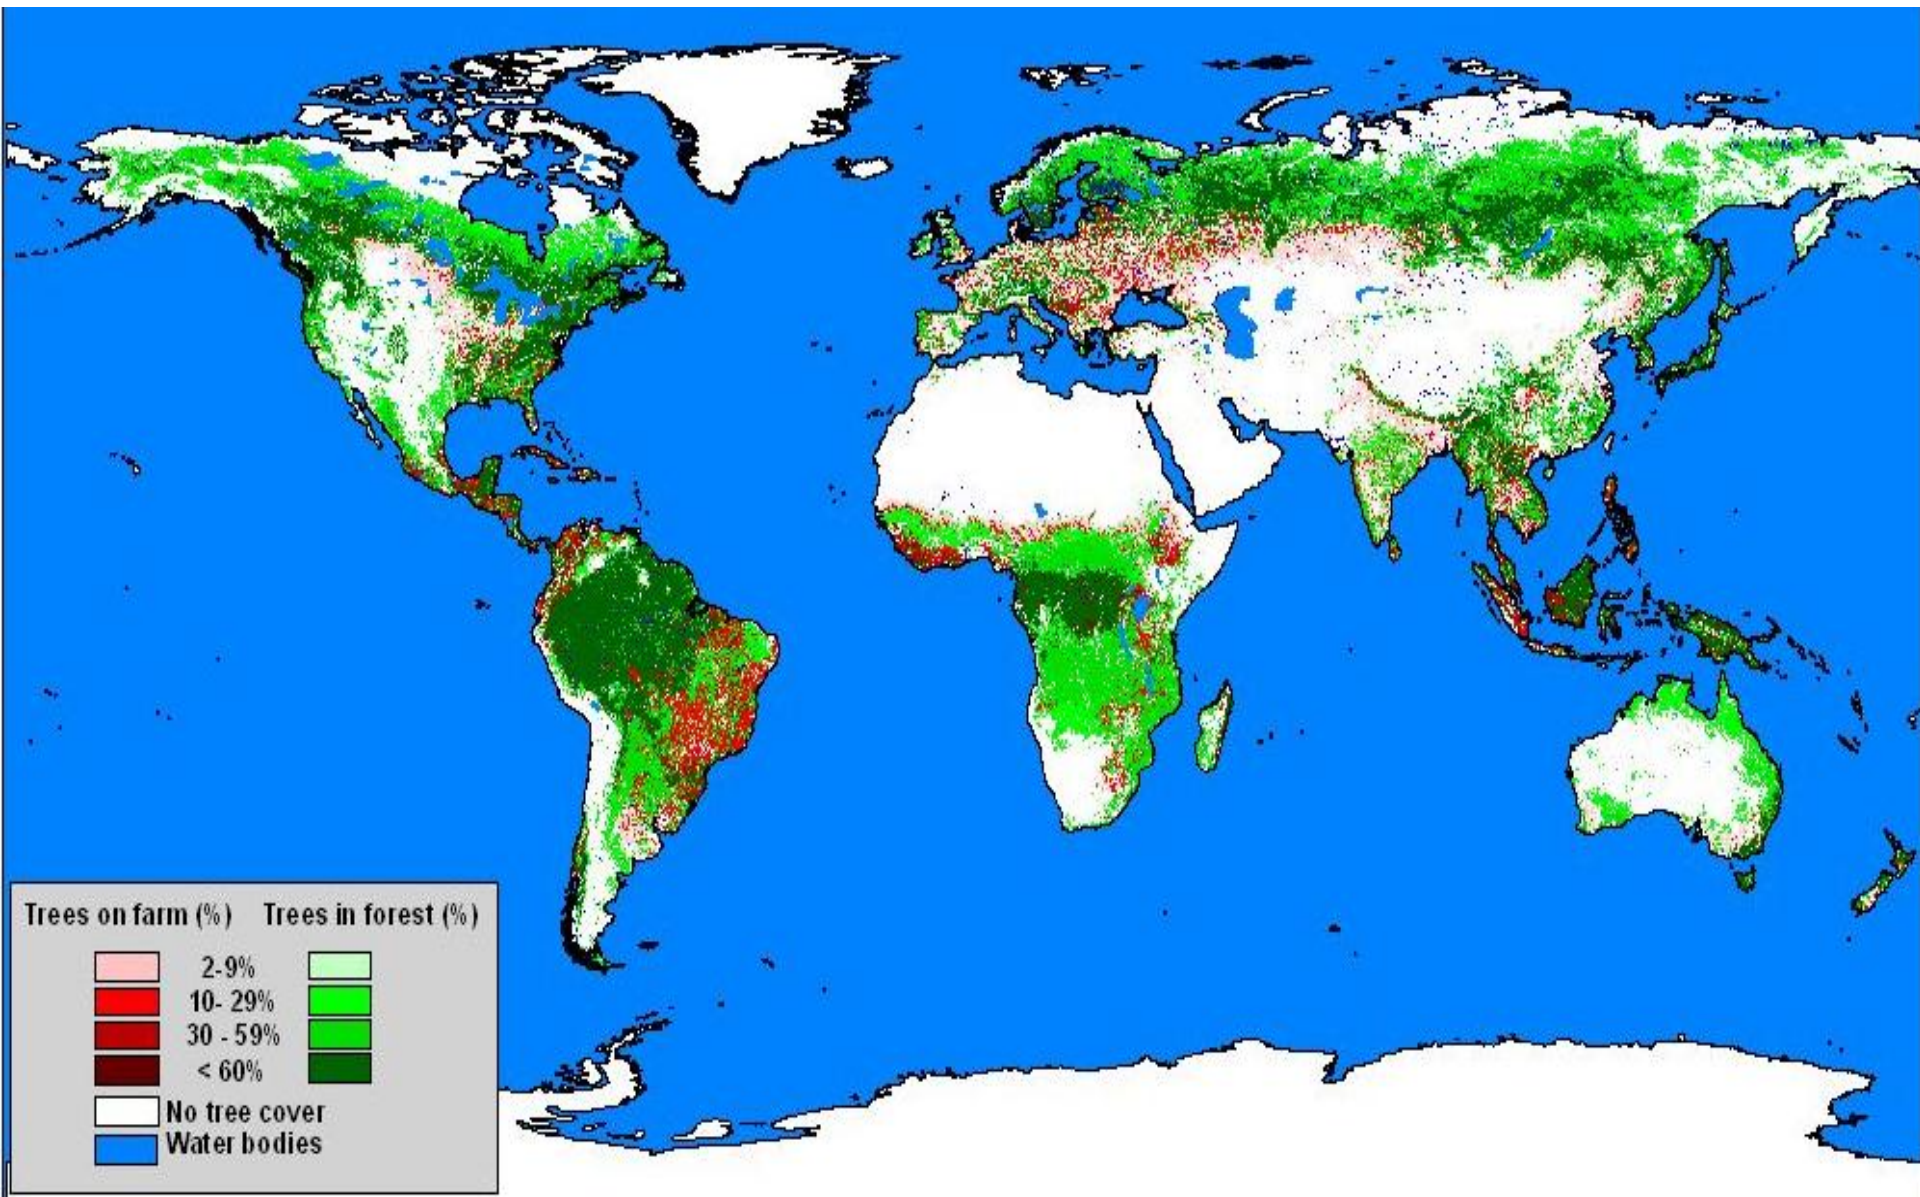 Trees on farm (%) Trees in forest (%)
2-9%
10- 29%
30 - 59%
< 60%
No tree cover
Water bodies